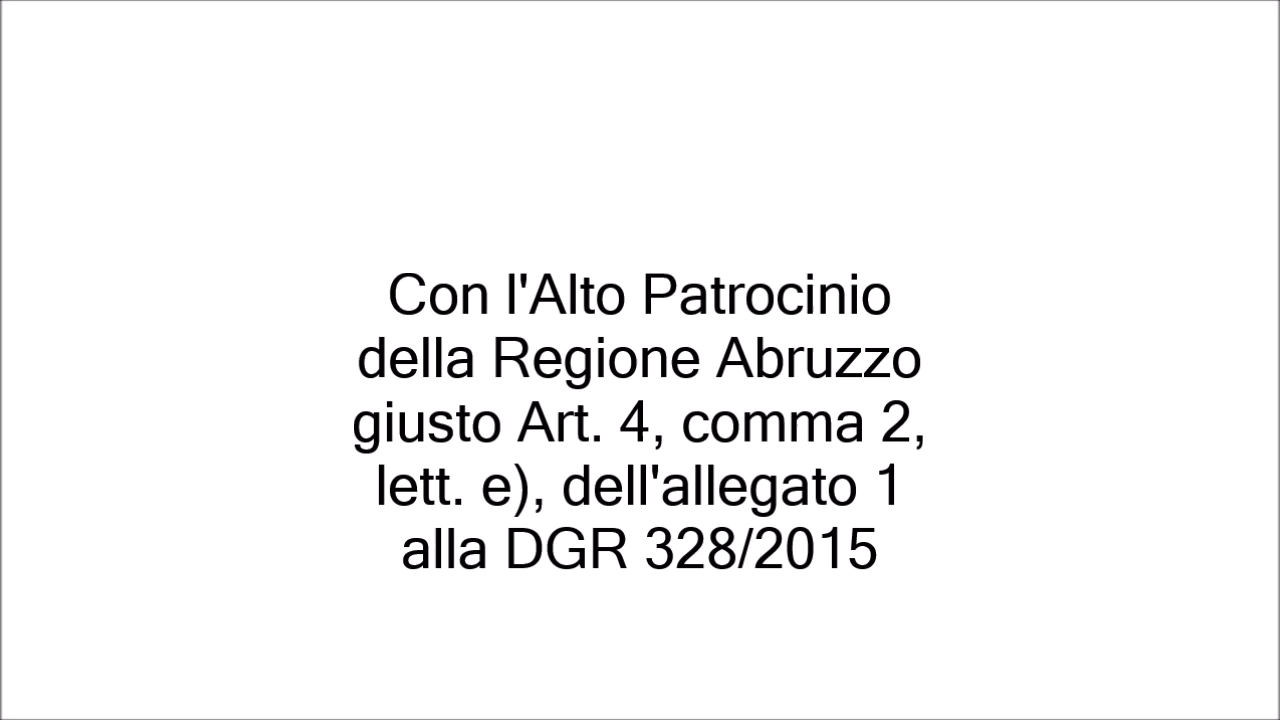 Con l'Alto Patrocinio
della Regione Abruzzo
giusto Art. 4, comma 2,
lett. e), dell'allegato 1
alla DGR 328/2015